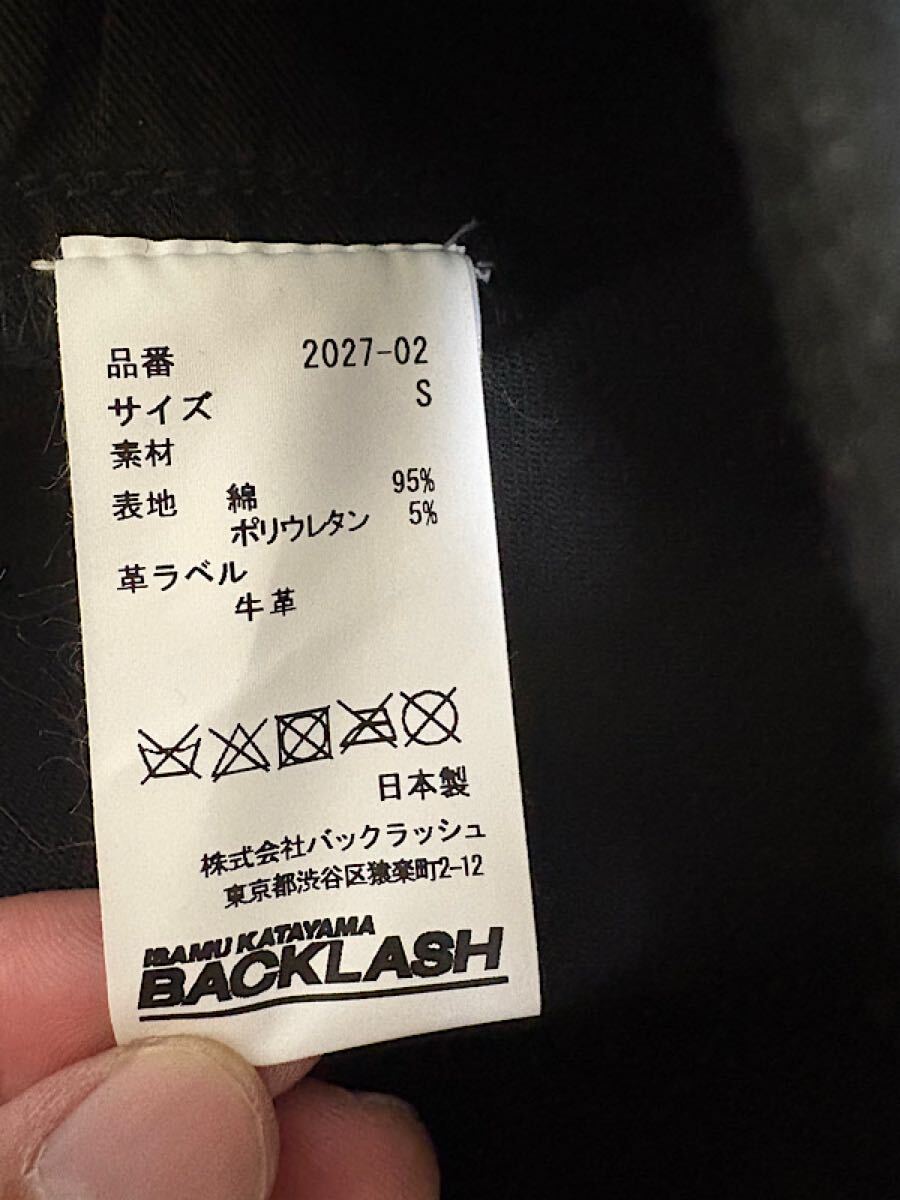 品番 2027-02
サイズ S
素材
表地 綿 95%
ポリウレタン 5%
革ラベル
牛革
日本製
株式会社バックラッシュ
東京都渋谷区猿楽町2-12
ISAMU KATAYAMA
BACKLASH